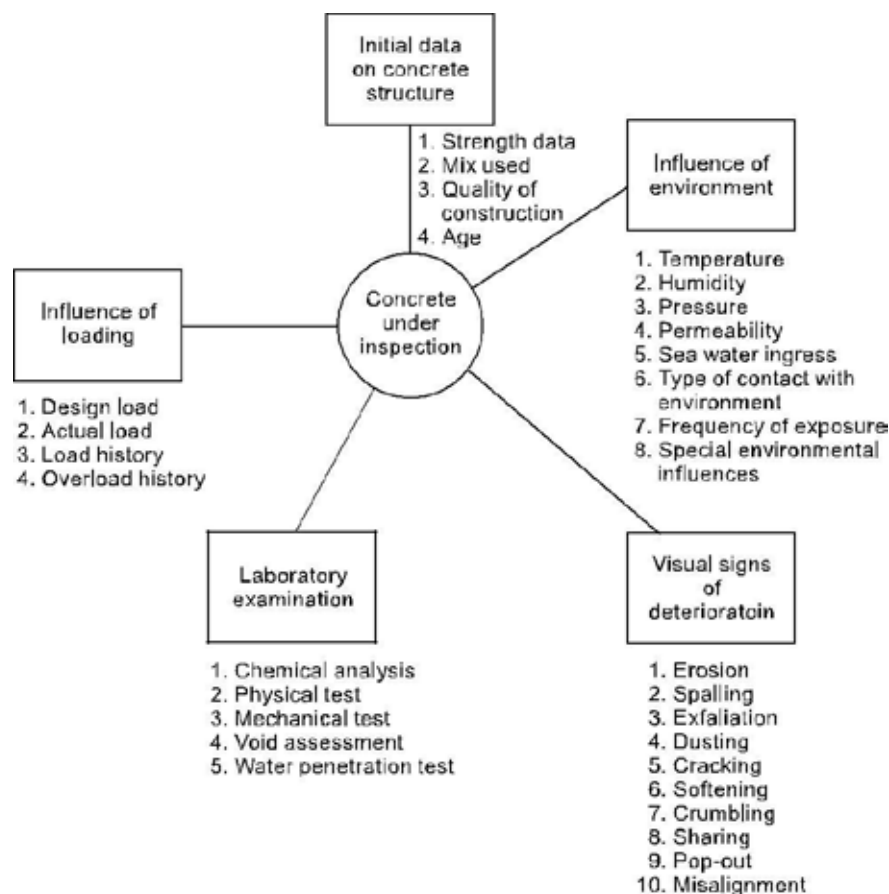 Initial data
on concrete
structure
1. Strength data
2. Mix used
3. Quality of
construction
4. Age
Influence of
environment
1. Temperature
2. Humidity
3. Pressure
4. Permeability
5. Sea water ingress
6. Type of contact with
environment
7. Frequency of exposure
8. Special environmental
influences
Concrete
under
inspection
Influence of
loading
1. Design load
2. Actual load
3. Load history
4. Overload history
Laboratory
examination
1. Chemical analysis
2. Physical test
3. Mechanical test
4. Void assessment
5. Water penetration test
Visual signs
of
deterioratoin
1. Erosion
2. Spalling
3. Exfaliation
4. Dusting
5. Cracking
6. Softening
7. Crumbling
8. Sharing
9. Pop-out
10. Misalignment